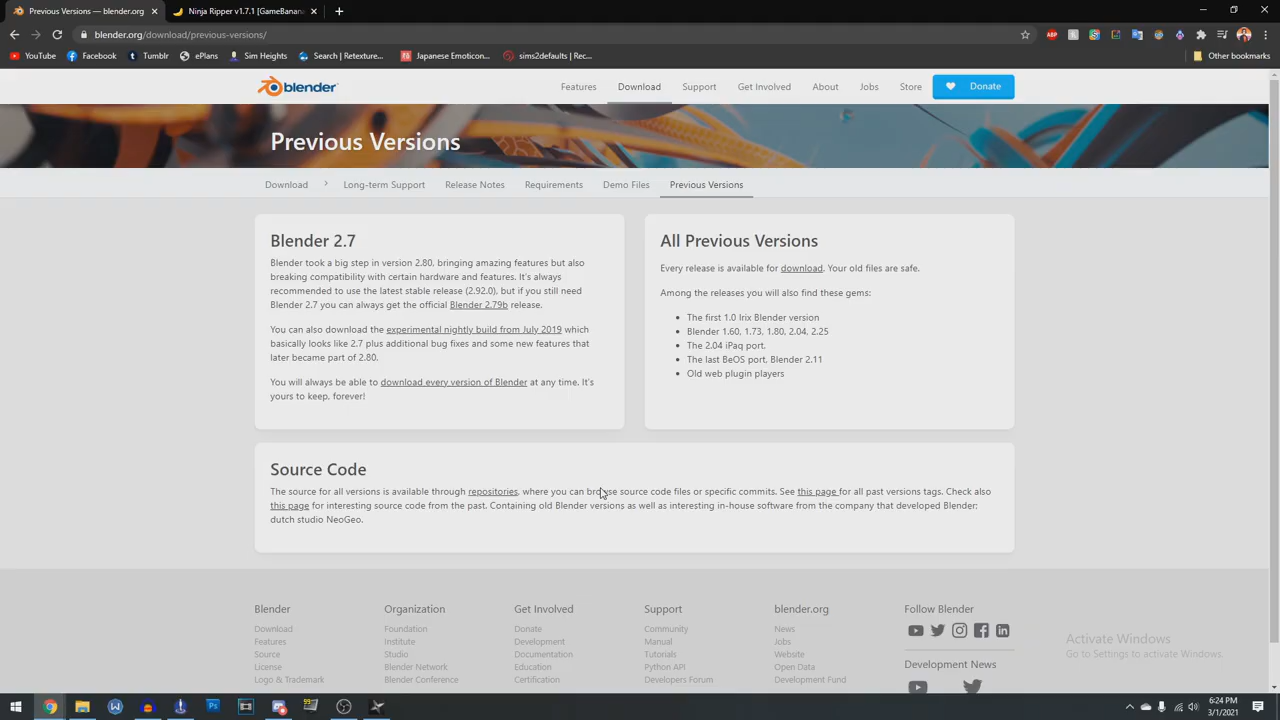 Previous Versions — blender.org
Ninja Ripper v1.7.1 [GameBanan
blender.org/download/previous-versions/
YouTube
Facebook
Tumblr
ePlans
Sim Heights
Search | Retexture...
Japanese Emoticon...
sims2defaults | Rec...
Other bookmarks
blender
Features
Download
Support
Get Involved
About
Jobs
Store
Donate
Previous Versions
Download
Long-term Support
Release Notes
Requirements
Demo Files
Previous Versions
Blender 2.7
Blender took a big step in version 2.80, bringing amazing features but also
breaking compatibility with certain hardware and features. It's always
recommended to use the latest stable release (2.92.0), but if you still need
Blender 2.7 you can always get the official Blender 2.79b release.
You can also download the experimental nightly build from July 2019 which
basically looks like 2.7 plus additional bug fixes and some new features that
later became part of 2.80.
You will always be able to download every version of Blender at any time. It's
yours to keep, forever!
All Previous Versions
Every release is available for download. Your old files are safe.
Among the releases you will also find these gems:
The first 1.0 Irix Blender version
Blender 1.60, 1.73, 1.80, 2.04, 2.25
The 2.04 iPaq port.
The last BeOS port, Blender 2.11
Old web plugin players
Source Code
The source for all versions is available through repositories, where you can browse source code files or specific commits. See this page for all past versions tags. Check also
this page for interesting source code from the past. Containing old Blender versions as well as interesting in-house software from the company that developed Blender:
dutch studio NeoGeo.
Blender
Download
Features
Source
License
Logo & Trademark
Organization
Foundation
Institute
Studio
Blender Network
Blender Conference
Get Involved
Donate
Development
Documentation
Education
Certification
Support
Community
Manual
Tutorials
Python API
Developers Forum
blender.org
News
Jobs
Website
Open Data
Development Fund
Follow Blender
Development News
Activate Windows
Go to Settings to activate Windows.
6:24 PM
3/1/2021